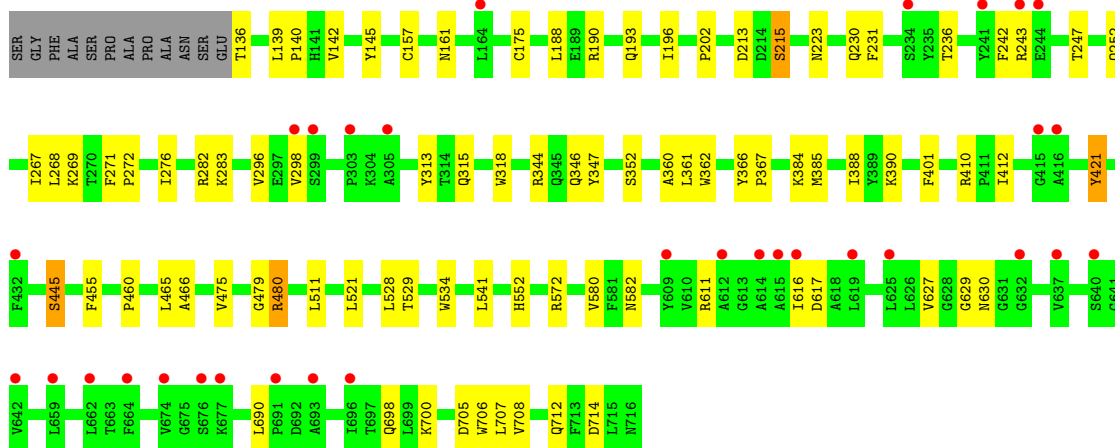 SER GLY PHE ALA SER PRO PRO ALA PRO ALA ASN SER GLU T136 L139 P140 H141 V142 Y145 C157 N161 L164 C175 L188 E189 R190 Q193 I196 P202 D213 D214 S215 N223 Q230 F231 S234 Y235 T236 Y241 F242 R243 E244 T247
I267 L268 K269 T270 F271 P272 I276 R282 K283 V296 E297 V298 S299 P303 K304 A305 Y313 T314 Q315 W318 R344 Q345 Q346 Y347 S352 A360 L361 W362 Y366 P367 K384 M385 I388 Y389 K390 F401 R410 P411 I412 G415 A416 Y421
F432 S445 F455 P460 L465 A466 V475 G479 R480 L511 L521 L528 T529 W534 L541 H552 R572 V580 F581 N582 Y609 V610 R611 A612 G613 A614 A615 I616 D617 A618 L619 L625 L626 V627 G628 G629 N630 G631 G632 V637 S640
V642 L659 L662 T663 F664 V674 G675 S676 K677 L690 P691 D692 A693 I696 T697 Q698 L699 K700 D705 W706 L707 V708 Q712 F713 D714 L715 N716